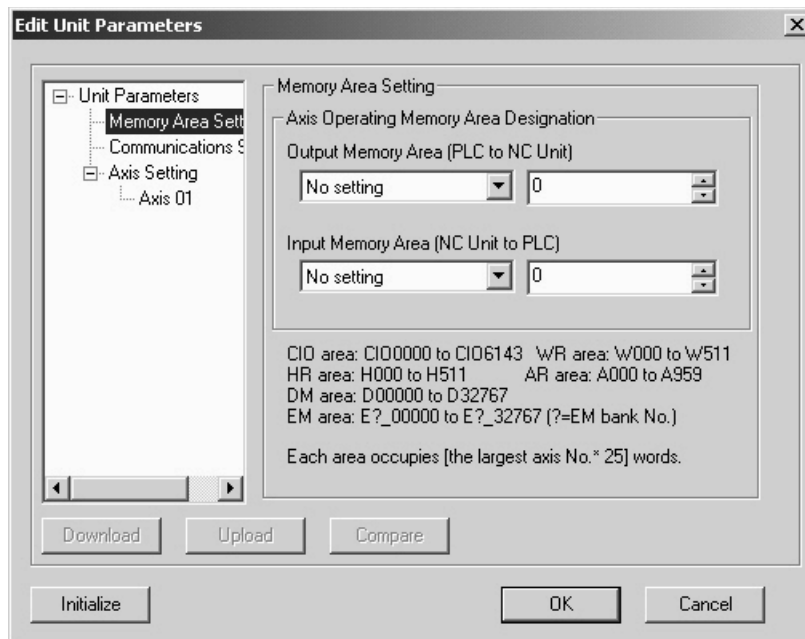 Edit Unit Parameters
Unit Parameters
Memory Area Sett
Communications S
Axis Setting
Axis 01
Memory Area Setting
Axis Operating Memory Area Designation
Output Memory Area (PLC to NC Unit)
No setting 0
Input Memory Area (NC Unit to PLC)
No setting 0
CIO area: CIO0000 to CIO6143 WR area: W000 to W511
HR area: H000 to H511 AR area: A000 to A959
DM area: D00000 to D32767
EM area: E?_00000 to E?_32767 (?=EM bank No.)
Each area occupies [the largest axis No.* 25] words.
Download Upload Compare
Initialize OK Cancel